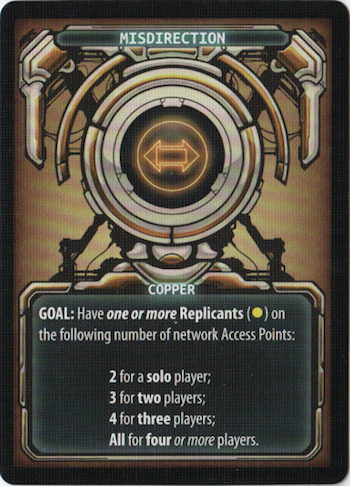 MISDIRECTION
COPPER
GOAL: Have one or more Replicants ( ) on
the following number of network Access Points:
2 for a solo player;
3 for two players;
4 for three players;
All for four or more players.